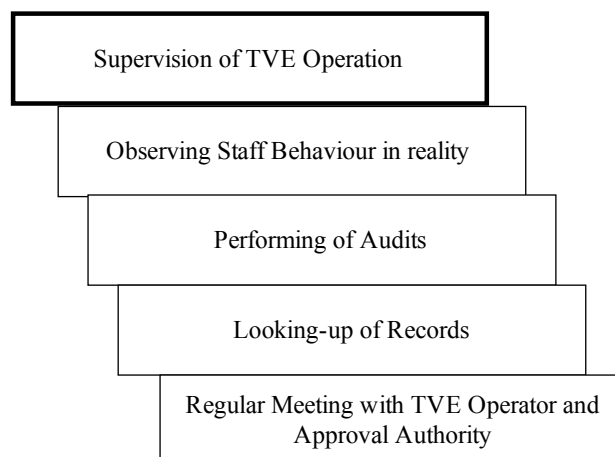 Supervision of TVE Operation
Observing Staff Behaviour in reality
Performing of Audits
Looking-up of Records
Regular Meeting with TVE Operator and
Approval Authority